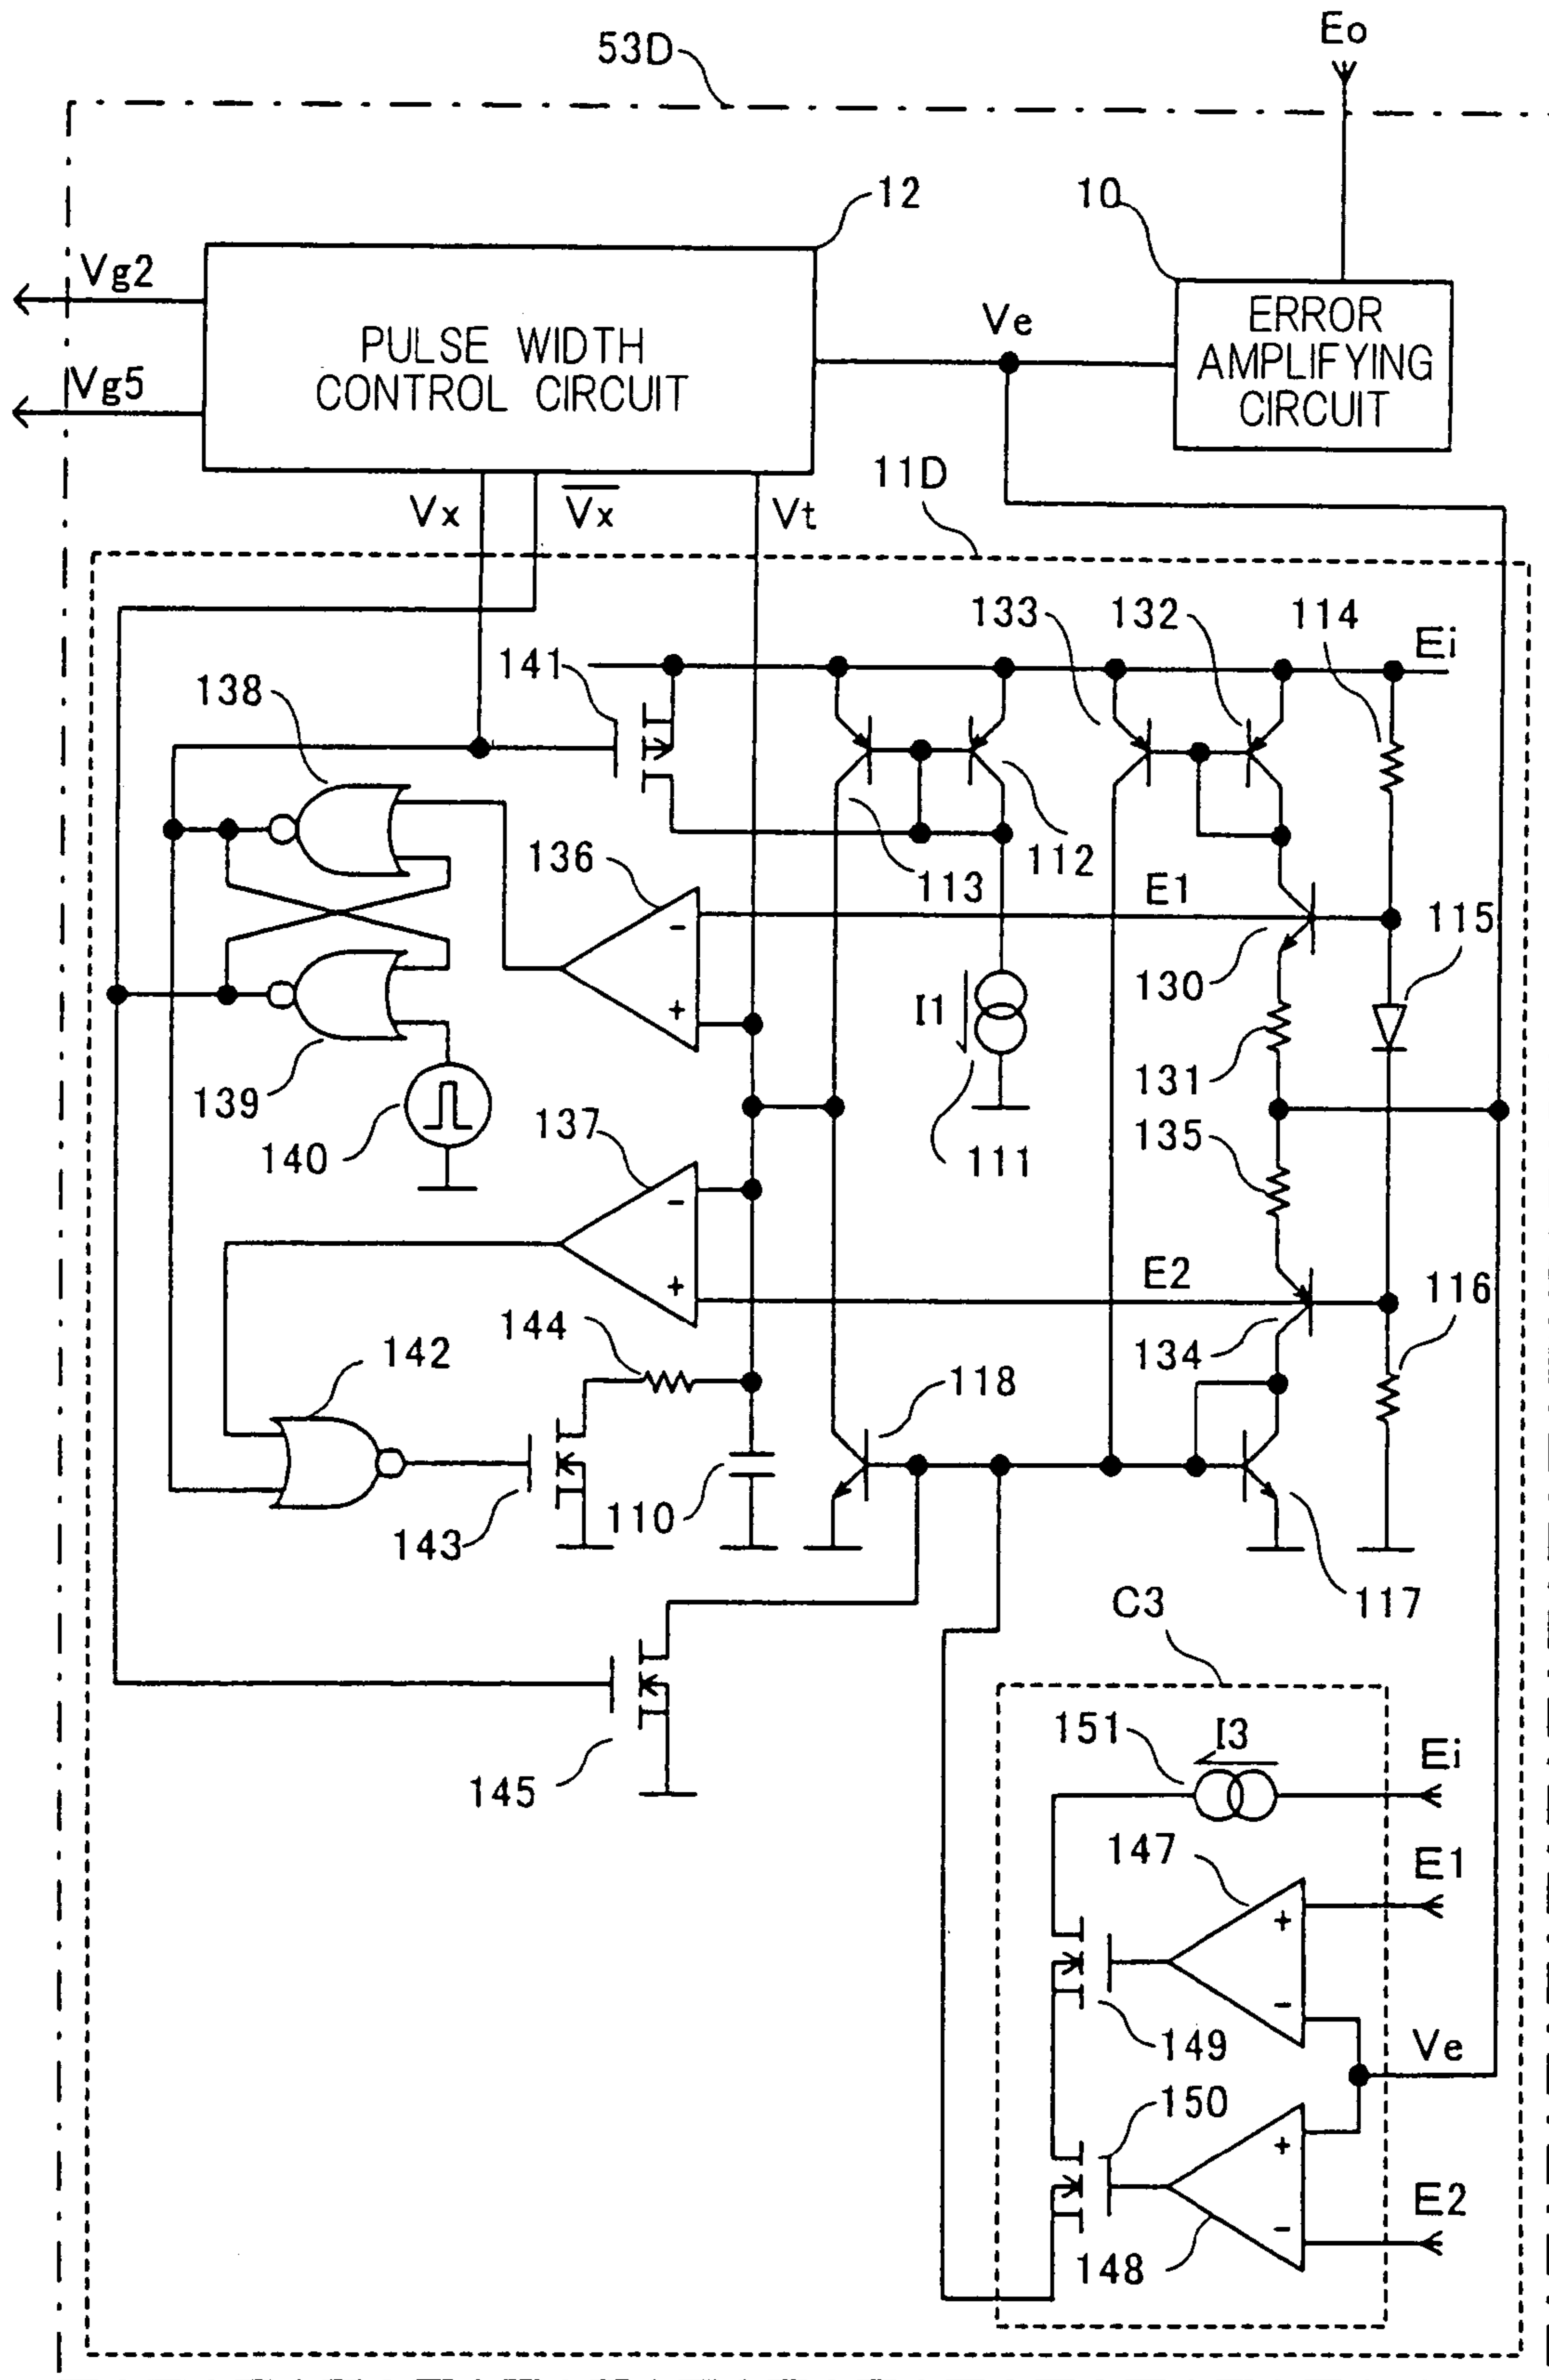 53D
Eo
12
10
Vg2
Vg5
PULSE WIDTH
CONTROL CIRCUIT
Ve
ERROR
AMPLIFYING
CIRCUIT
11D
Vx
Vx
Vt
133
132
114
Ei
141
138
136
113
112
E1
115
130
I1
131
139
140
137
111
135
E2
116
144
134
142
118
143
110
117
C3
145
151
I3
Ei
147
E1
149
Ve
150
E2
148